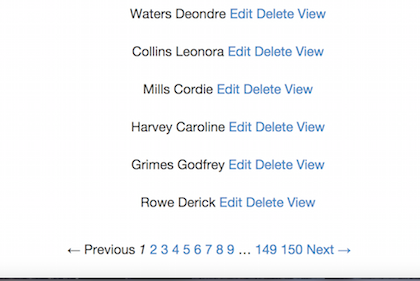 Waters Deondre Edit Delete View
Collins Leonora Edit Delete View
Mills Cordie Edit Delete View
Harvey Caroline Edit Delete View
Grimes Godfrey Edit Delete View
Rowe Derick Edit Delete View
← Previous 1 2 3 4 5 6 7 8 9 … 149 150 Next →